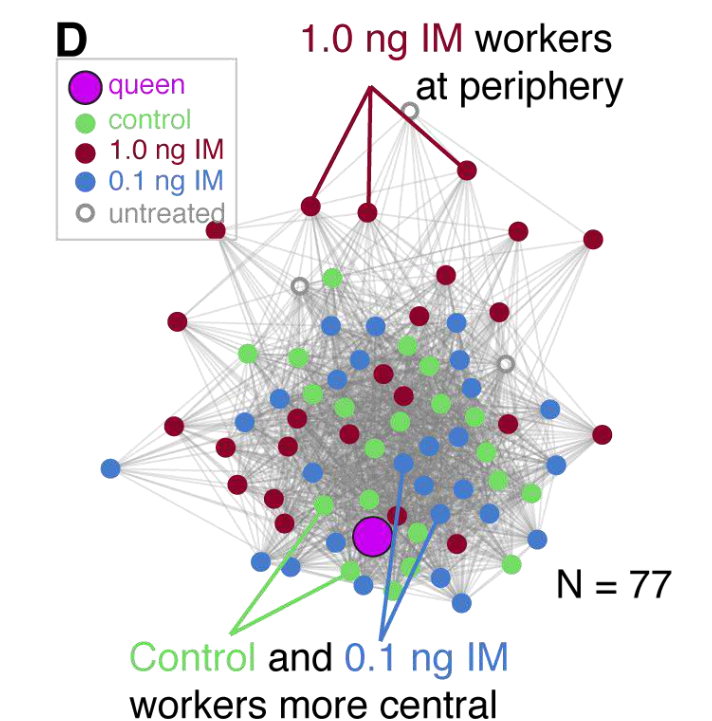 D
1.0 ng IM workers
at periphery
queen
control
1.0 ng IM
0.1 ng IM
untreated
N = 77
Control and 0.1 ng IM
workers more central